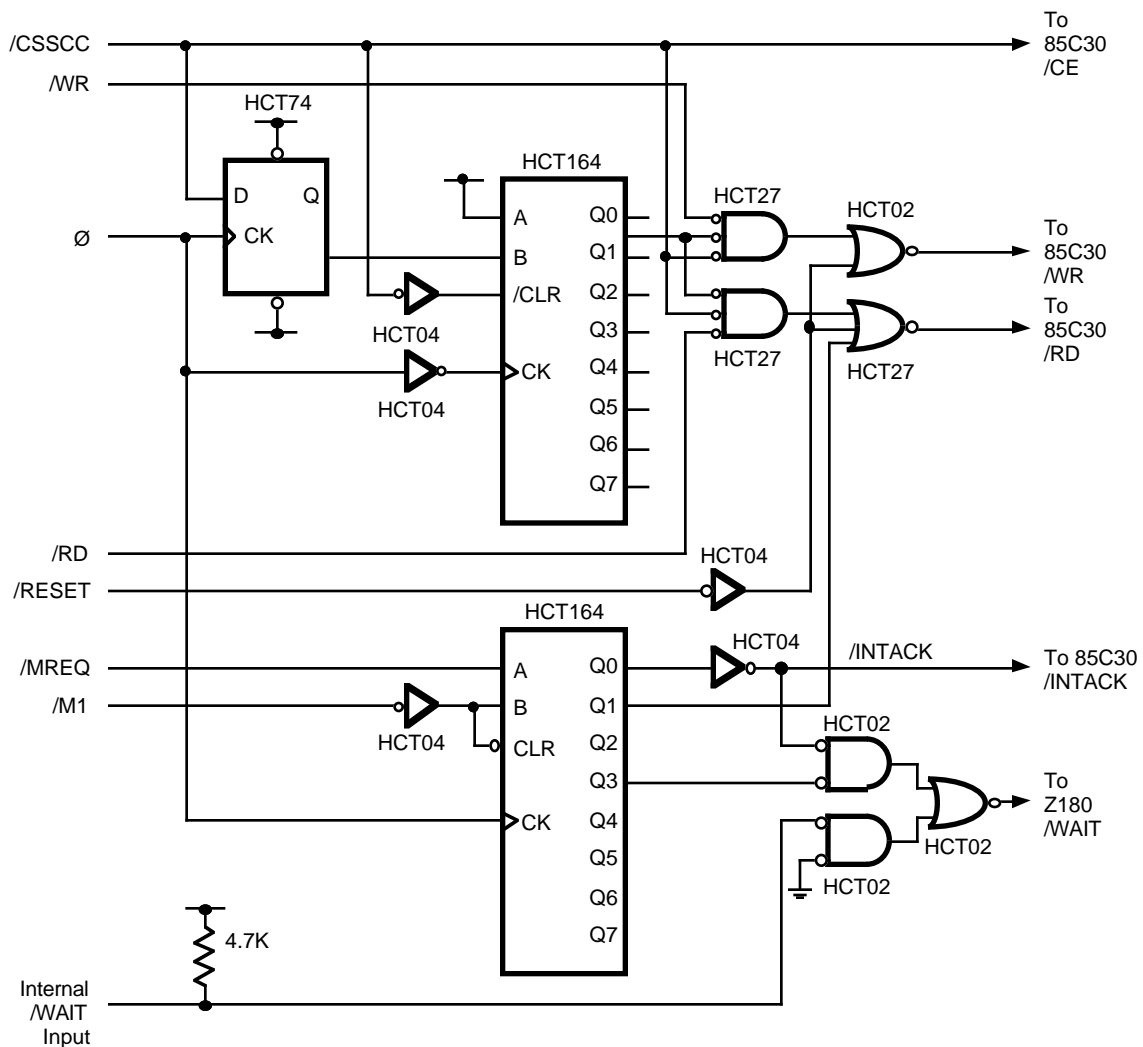 /CSSCC
To
85C30
/CE
/WR
HCT74
HCT164
D
Q
CK
Ø
A
B
/CLR
CK
Q0
Q1
Q2
Q3
Q4
Q5
Q6
Q7
HCT04
HCT04
HCT27
HCT02
To
85C30
/WR
HCT27
HCT27
To
85C30
/RD
/RD
/RESET
HCT04
HCT164
/MREQ
/M1
HCT04
A
B
CLR
CK
Q0
Q1
Q2
Q3
Q4
Q5
Q6
Q7
HCT04
/INTACK
To 85C30
/INTACK
HCT02
HCT02
HCT02
To
Z180
/WAIT
4.7K
Internal
/WAIT
Input